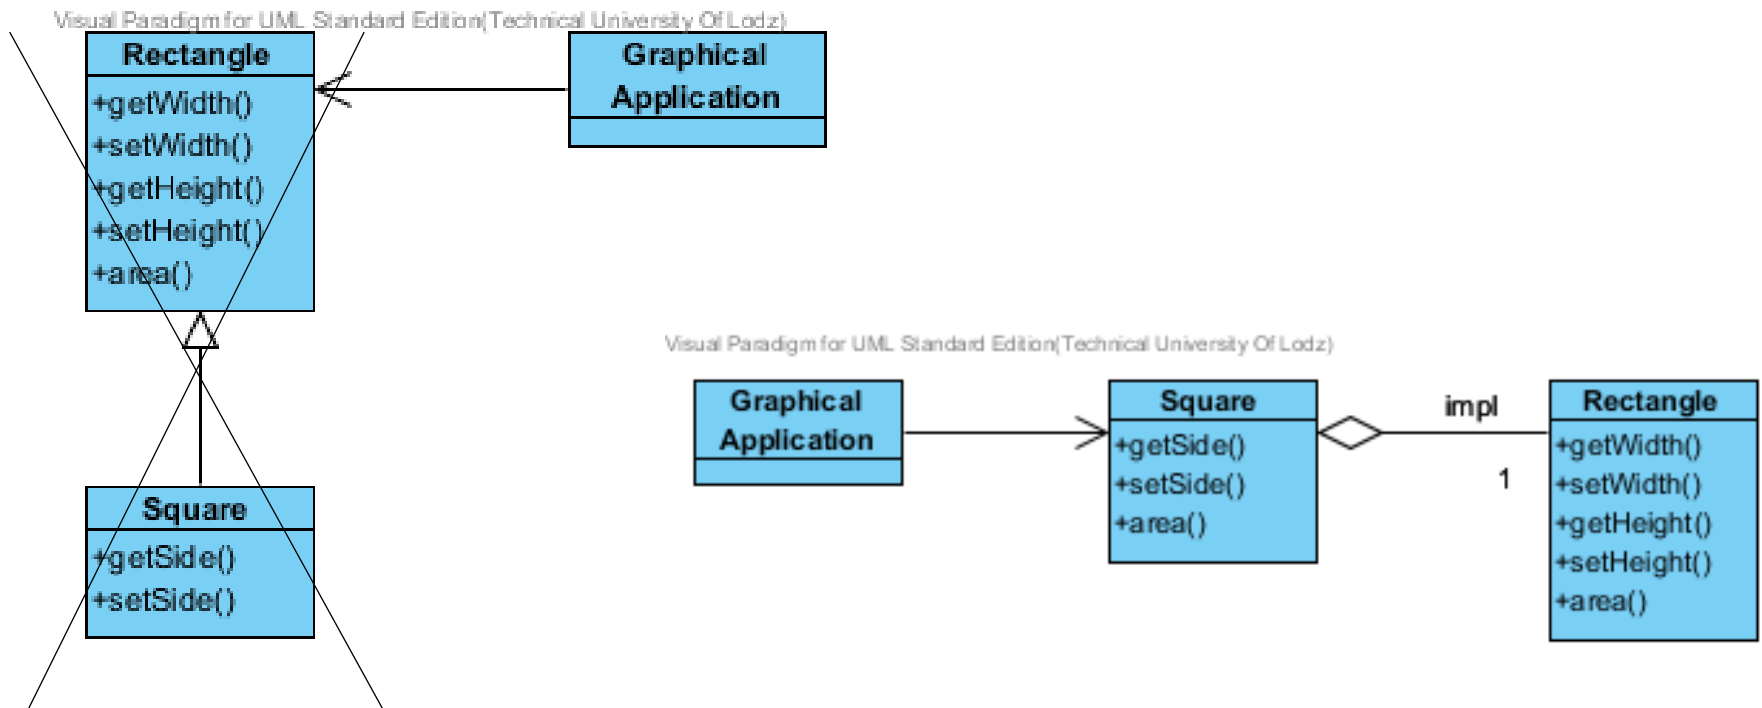 Visual Paradigm for UML Standard Edition(Technical University Of Lodz)
Rectangle
+getWidth()
+setWidth()
+getHeight()
+setHeight()
+area()
Graphical
Application
Square
+getSide()
+setSide()
Visual Paradigm for UML Standard Edition(Technical University Of Lodz)
Graphical
Application
Square
+getSide()
+setSide()
+area()
impl
1
Rectangle
+getWidth()
+setWidth()
+getHeight()
+setHeight()
+area()